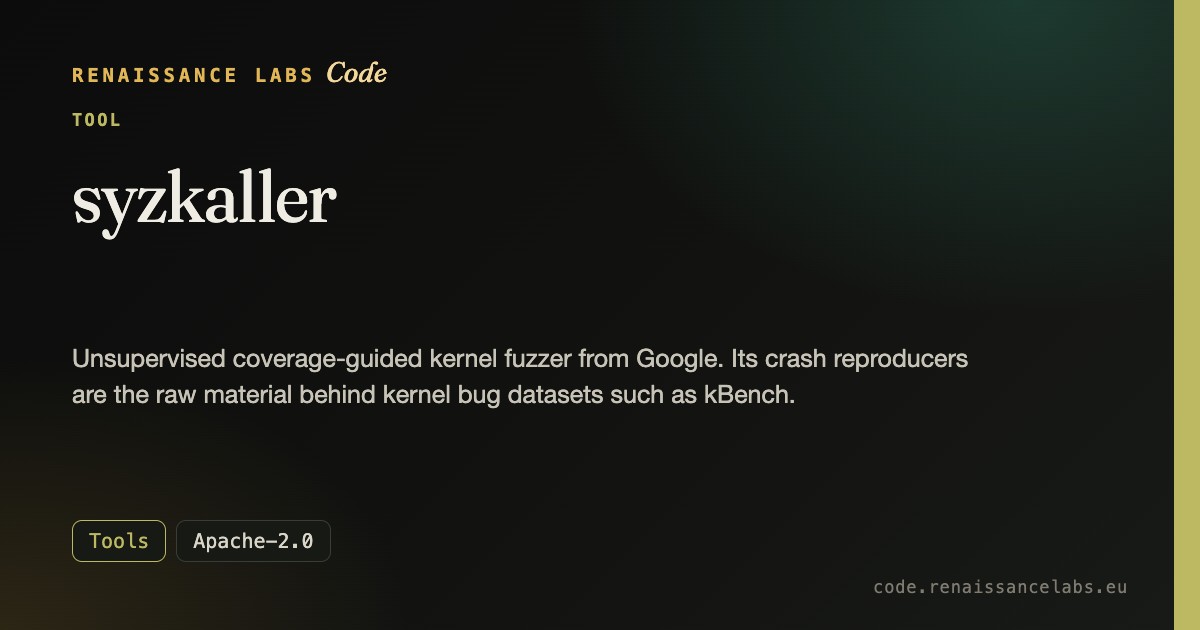 RENAISSANCE LABS Code
TOOL
syzkaller
Unsupervised coverage-guided kernel fuzzer from Google. Its crash reproducers
are the raw material behind kernel bug datasets such as kBench.
Tools Apache-2.0
code.renaissancelabs.eu